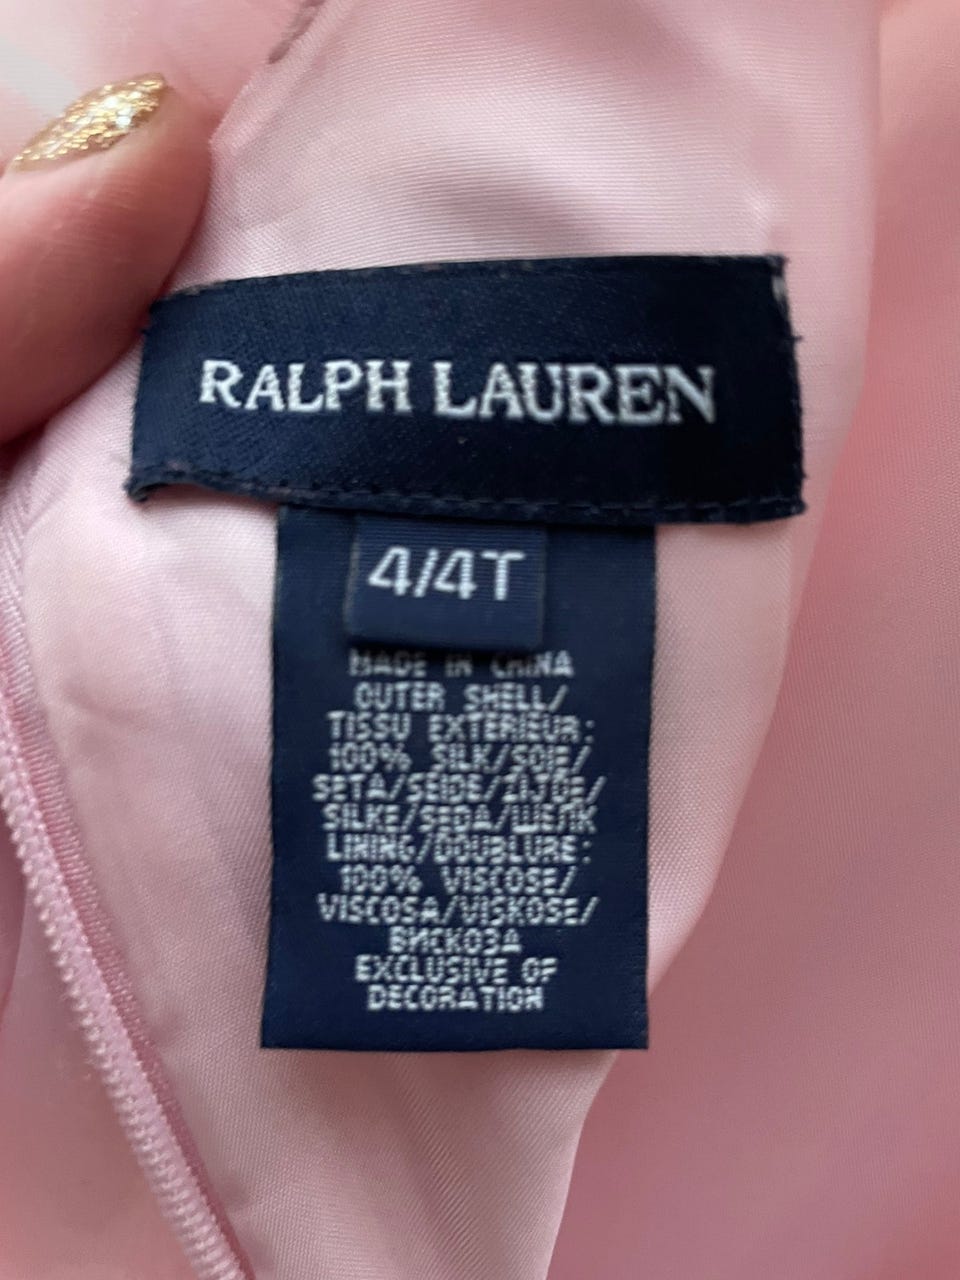 RALPH LAUREN
4/4T
MADE IN CHINA
OUTER SHELL/
TISSU EXTERIEUR:
100% SILK/SOIE/
SETA/SEIDE/ZIJDE/
SILKE/SEDA/ШЕЛК
LINING/DOUBLURE:
100% VISCOSE/
VISCOSA/VISKOSE/
ВИСКОЗА
EXCLUSIVE OF
DECORATION